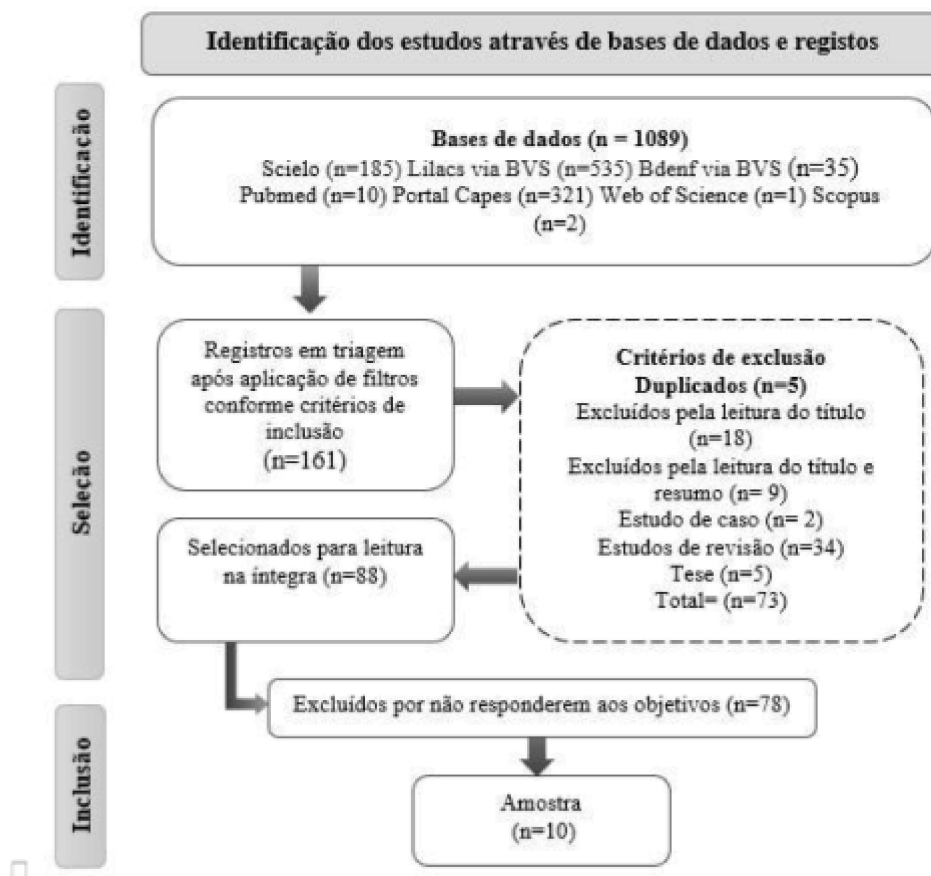 Identificação dos estudos através de bases de dados e registos
Identificação
Bases de dados (n = 1089)
Scielo (n=185) Lilacs via BVS (n=535) Bdenf via BVS (n=35)
Pubmed (n=10) Portal Capes (n=321) Web of Science (n=1) Scopus
(n=2)
Seleção
Registros em triagem
após aplicação de filtros
conforme critérios de
inclusão
(n=161)
Critérios de exclusão
Duplicados (n=5)
Excluídos pela leitura do título
(n=18)
Excluídos pela leitura do título e
resumo (n= 9)
Estudo de caso (n= 2)
Estudos de revisão (n=34)
Tese (n=5)
Total= (n=73)
Selecionados para leitura
na íntegra (n=88)
Excluídos por não responderem aos objetivos (n=78)
Inclusão
Amostra
(n=10)